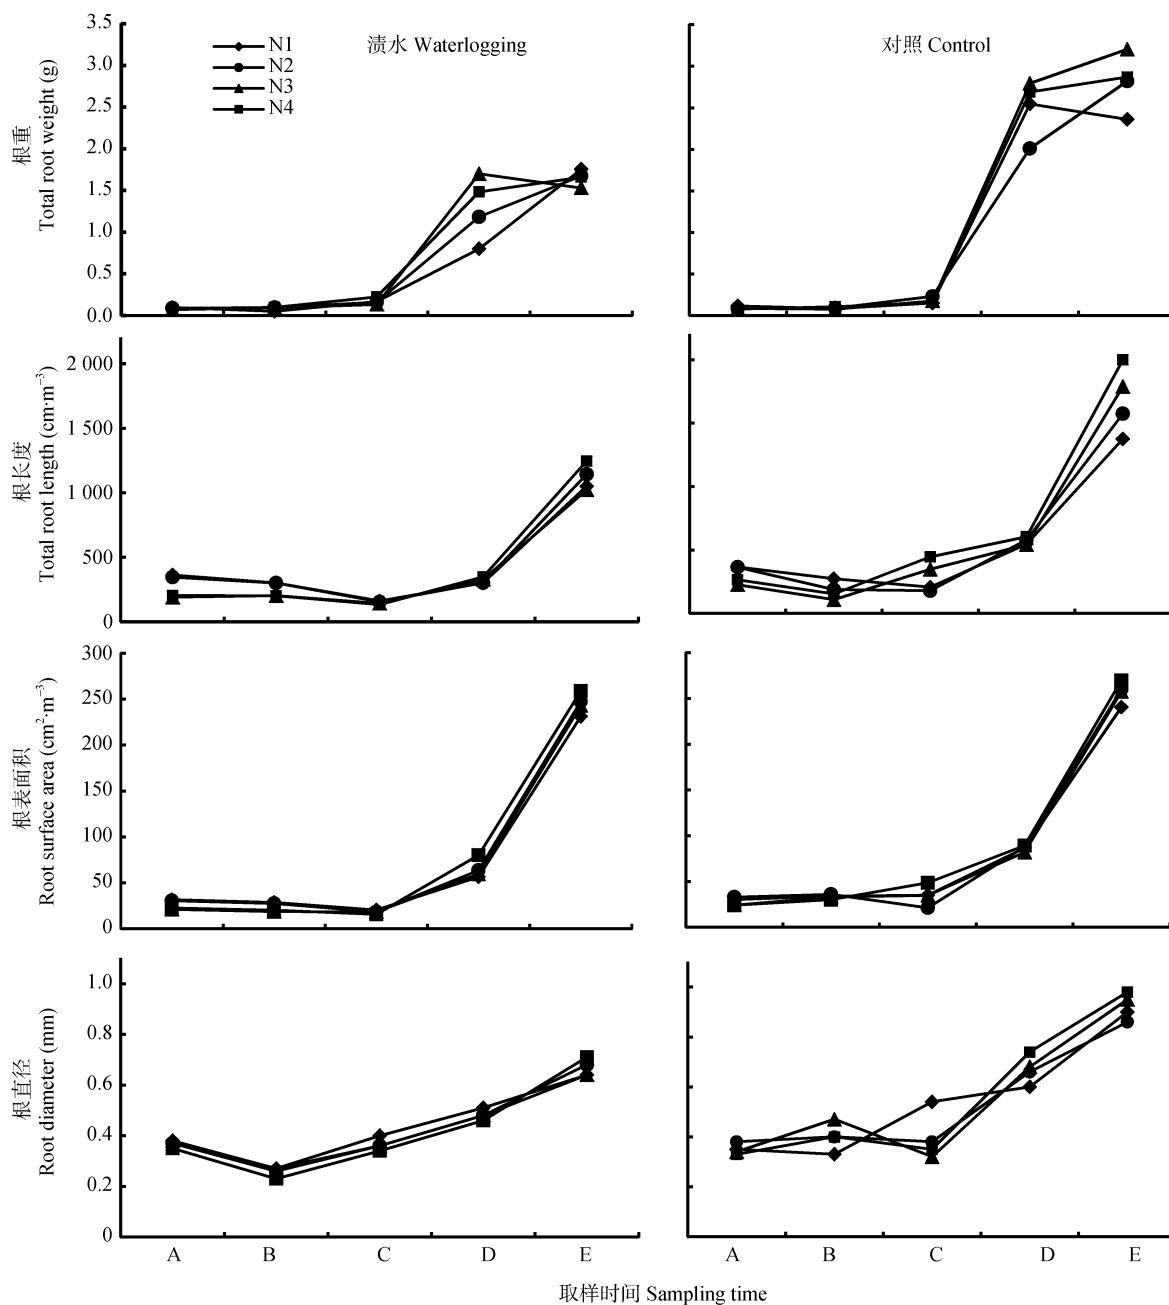 渍水 Waterlogging
对照 Control
N1
N2
N3
N4
根重
Total root weight (g)
3.5
3.0
2.5
2.0
1.5
1.0
0.5
0.0
根长度
Total root length (cm·m⁻³)
2 000
1 500
1 000
500
0
根表面积
Root surface area (cm²·m⁻³)
300
250
200
150
100
50
0
根直径
Root diameter (mm)
1.0
0.8
0.6
0.4
0.2
0
A B C D E
A B C D E
取样时间 Sampling time